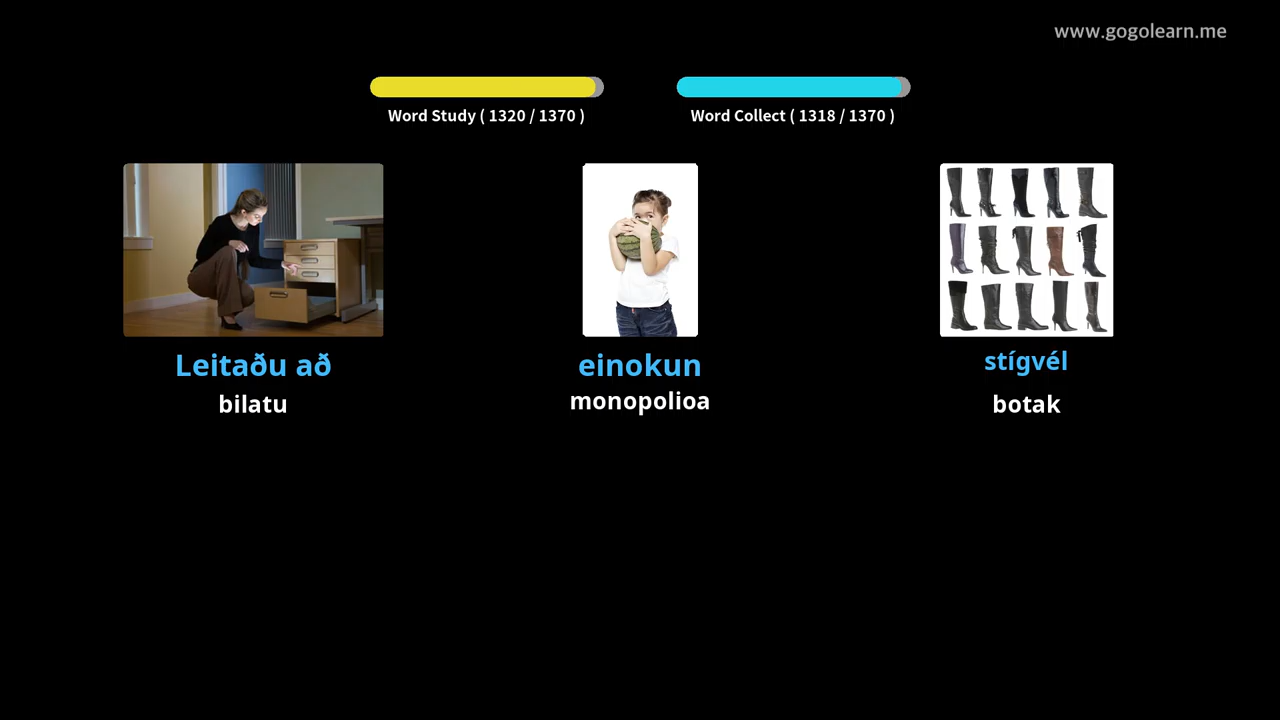 www.gogolearn.me
Word Study ( 1320 / 1370 )
Word Collect ( 1318 / 1370 )
Leitaðu að
bilatu
einokun
monopolioa
stígvél
botak